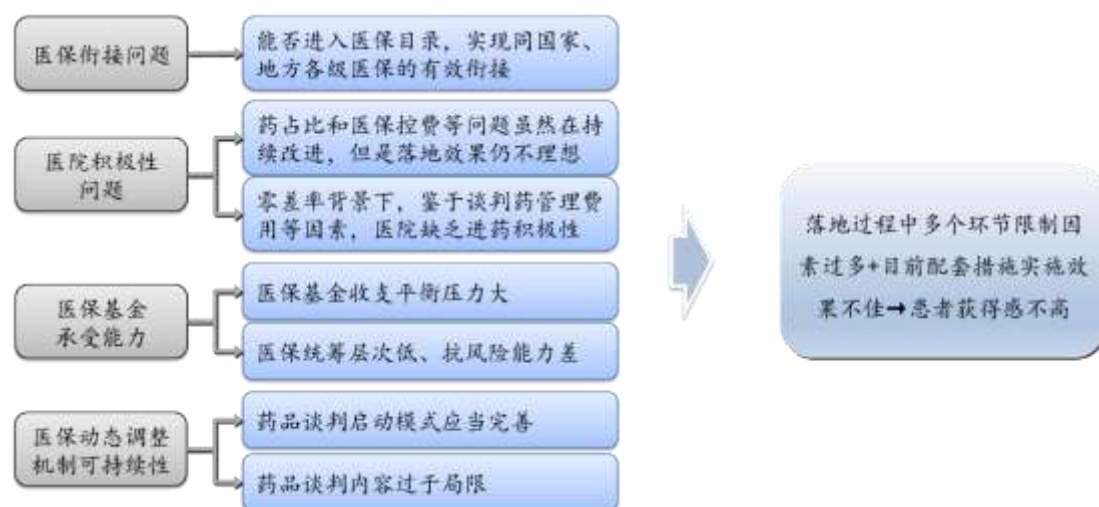 医保衔接问题
能否进入医保目录，实现同国家、
地方各级医保的有效衔接
医院积极性
问题
药占比和医保控费等问题虽然在持
续改进，但是落地效果仍不理想
零差率背景下，鉴于谈判药管理费
用等因素，医院缺乏进药积极性
医保基金
承受能力
医保基金收支平衡压力大
医保统筹层次低、抗风险能力差
医保动态调整
机制可持续性
药品谈判启动模式应当完善
药品谈判内容过于局限
落地过程中多个环节限制因
素过多+目前配套措施实施效
果不佳→患者获得感不高